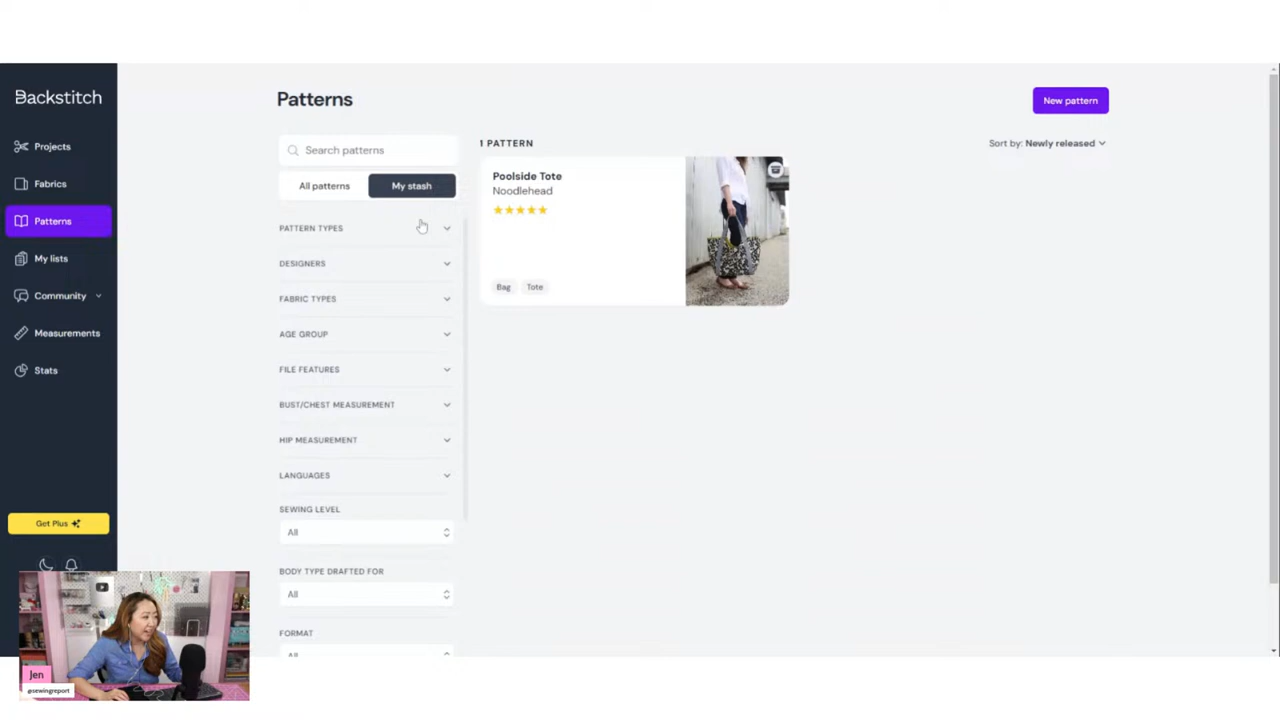 Backstitch
Projects
Fabrics
Patterns
My lists
Community
Measurements
Stats
Get Plus
Patterns
New pattern
Search patterns
All patterns
My stash
PATTERN TYPES
DESIGNERS
FABRIC TYPES
AGE GROUP
FILE FEATURES
BUST/CHEST MEASUREMENT
HIP MEASUREMENT
LANGUAGES
SEWING LEVEL
All
BODY TYPE DRAFTED FOR
All
FORMAT
All
1 PATTERN
Sort by: Newly released
Poolside Tote
Noodlehead
Bag
Tote
Jen
@sewingreport